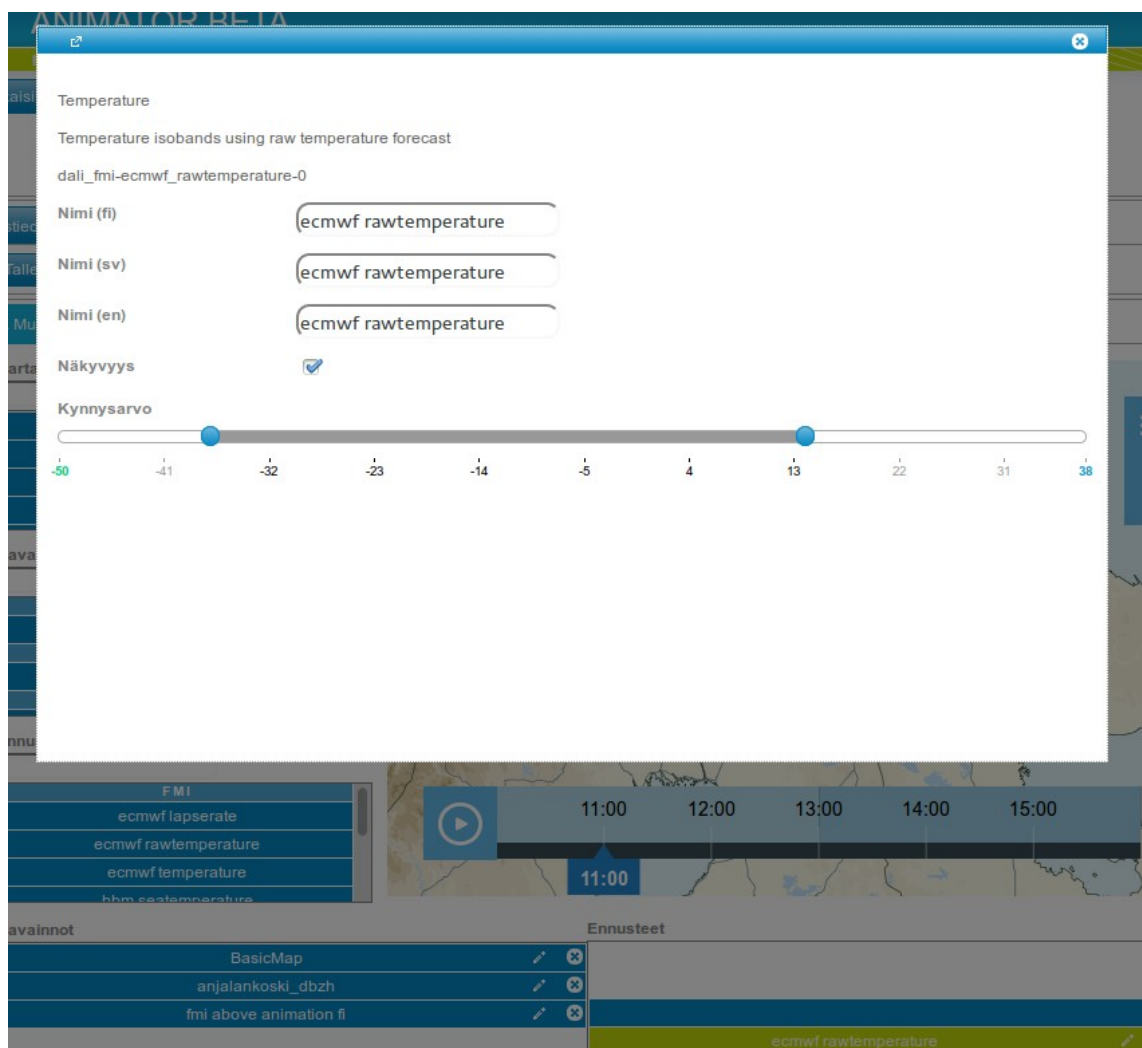 ANIMATOR BETA
Temperature
Temperature isobands using raw temperature forecast
dali_fmi-ecmwf_rawtemperature-0
Nimi (fi) ecmwf rawtemperature
Nimi (sv) ecmwf rawtemperature
Nimi (en) ecmwf rawtemperature
Näkyvyys
Kynnysarvo
-50 -41 -32 -23 -14 -5 4 13 22 31 38
FMI
ecmwf lapserate
ecmwf rawtemperature
ecmwf temperature
hbm seatemperature
11:00 12:00 13:00 14:00 15:00
11:00
avainnot
BasicMap
anjalankoski_dbzh
fmi above animation fi
Ennusteet
ecmwf rawtemperature